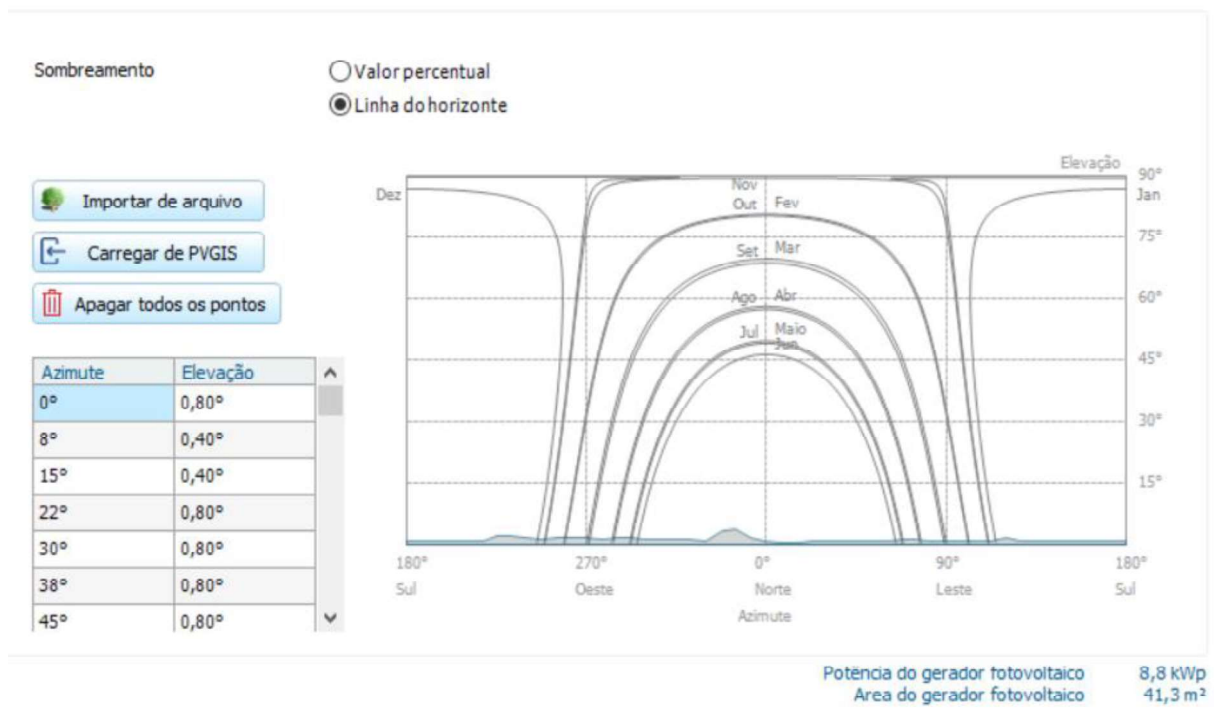 Sombreamento
Valor percentual
Linha do horizonte
Importar de arquivo
Carregar de PVGIS
Apagar todos os pontos
Azimute Elevação
0° 0,80°
8° 0,40°
15° 0,40°
22° 0,80°
30° 0,80°
38° 0,80°
45° 0,80°
Elevação
90°
Dez Nov Jan
Out Fev
75°
Set Mar
60°
Ago Abr
Jul Maio
Jun
45°
30°
15°
180° 270° 0° 90° 180°
Sul Oeste Norte Leste Sul
Azimute
Potência do gerador fotovoltaico 8,8 kWp
Area do gerador fotovoltaico 41,3 m²